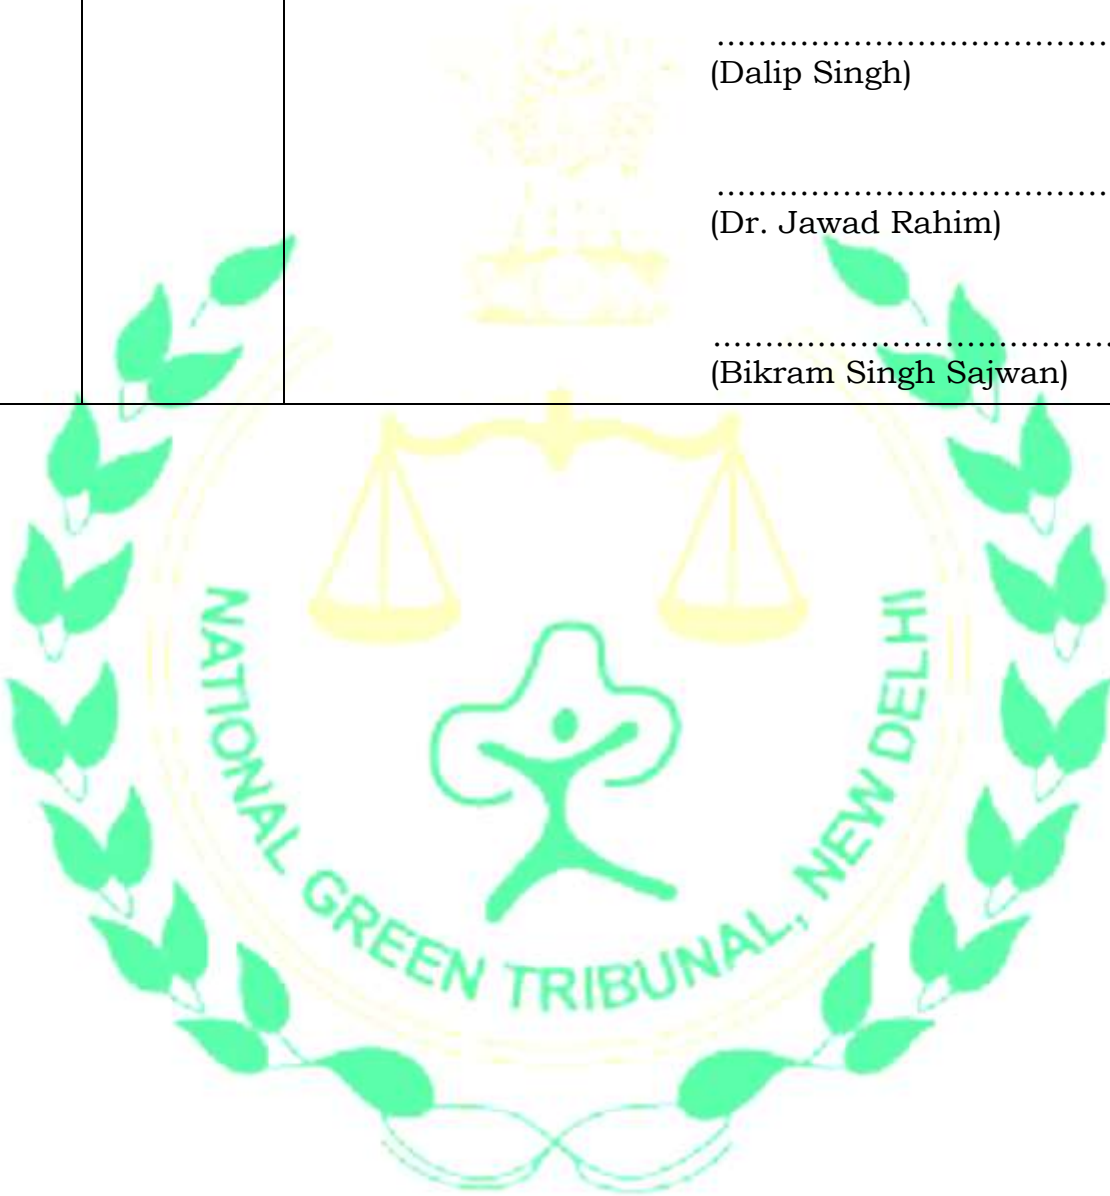 ....................................
(Dalip Singh)
....................................
(Dr. Jawad Rahim)
....................................
(Bikram Singh Sajwan)
NATIONAL GREEN TRIBUNAL, NEW DELHI